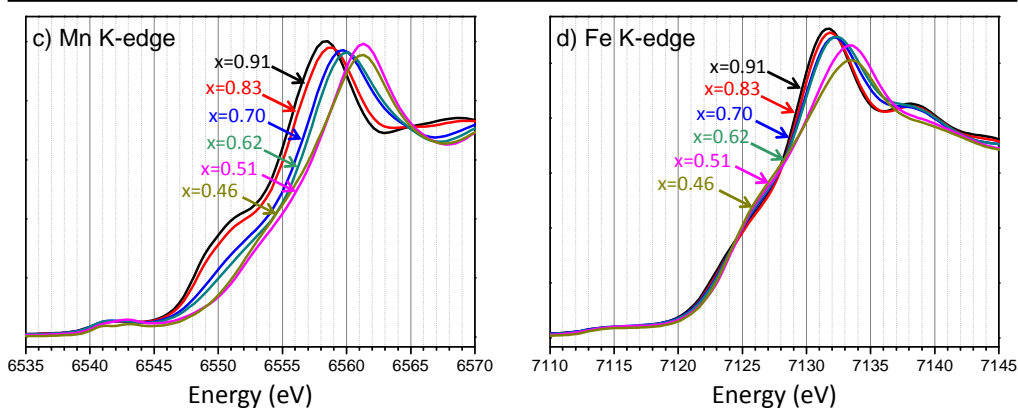 c) Mn K-edge
x=0.91
x=0.83
x=0.70
x=0.62
x=0.51
x=0.46
6535 6540 6545 6550 6555 6560 6565 6570
Energy (eV)
d) Fe K-edge
x=0.91
x=0.83
x=0.70
x=0.62
x=0.51
x=0.46
7110 7115 7120 7125 7130 7135 7140 7145
Energy (eV)